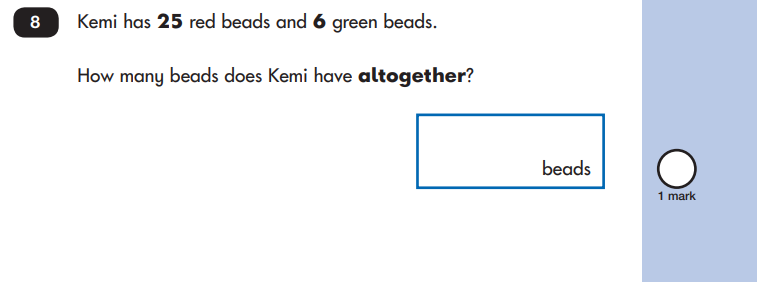 8 Kemi has 25 red beads and 6 green beads.
How many beads does Kemi have altogether?
beads
1 mark